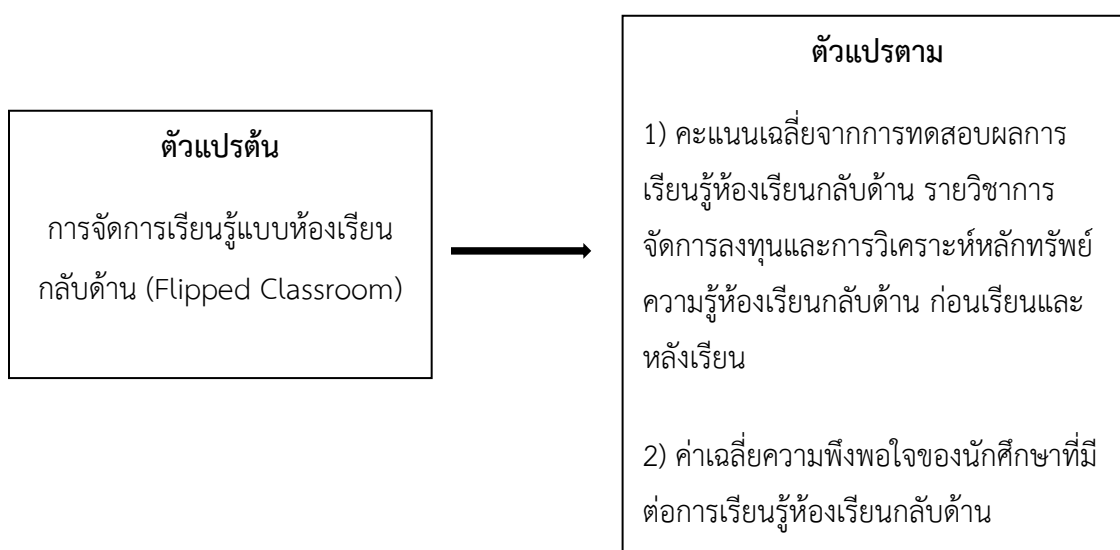 ตัวแปรต้น
การจัดการเรียนรู้แบบห้องเรียน
กลับด้าน (Flipped Classroom)
ตัวแปรตาม
1) คะแนนเฉลี่ยจากการทดสอบผลการ
เรียนรู้ห้องเรียนกลับด้าน รายวิชาการ
จัดการลงทุนและการวิเคราะห์หลักทรัพย์
ความรู้ห้องเรียนกลับด้าน ก่อนเรียนและ
หลังเรียน
2) ค่าเฉลี่ยความพึงพอใจของนักศึกษาที่มี
ต่อการเรียนรู้ห้องเรียนกลับด้าน